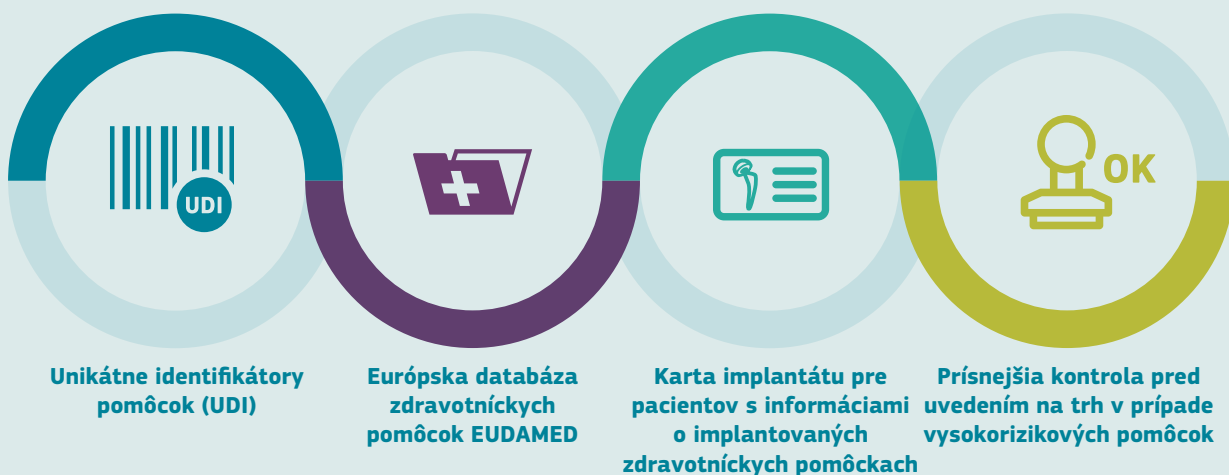 UDI
OK
Unikátne identifikátory
pomôcok (UDI)
Európska databáza
zdravotníckych
pomôcok EUDAMED
Karta implantátu pre
pacientov s informáciami
o implantovaných
zdravotníckych pomôckach
Prísnejšia kontrola pred
uvedením na trh v prípade
vysokorizikových pomôcok